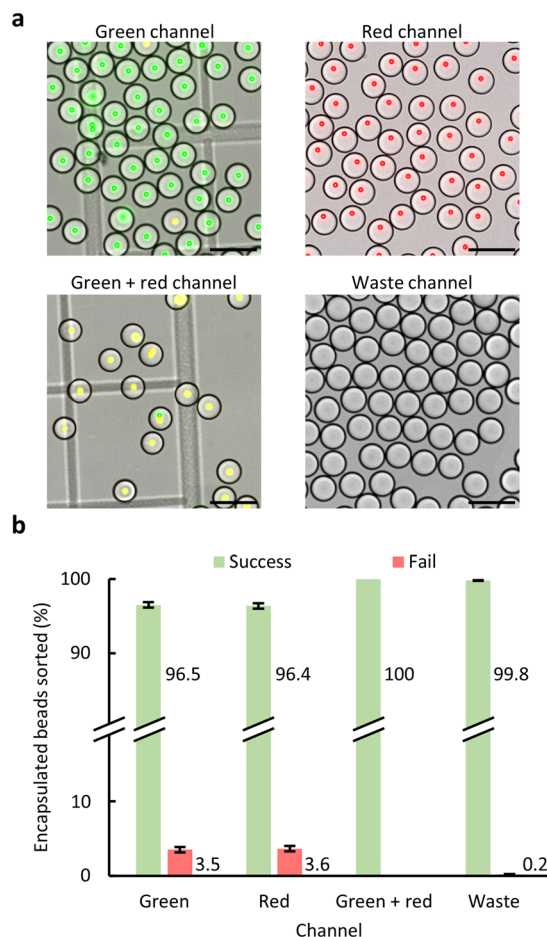 a
Green channel
Red channel
Green + red channel
Waste channel
b
Success
Fail
Encapsulated beads sorted (%)
100
90
10
0
96.5
3.5
96.4
3.6
100
99.8
0.2
Green
Red
Green + red
Waste
Channel